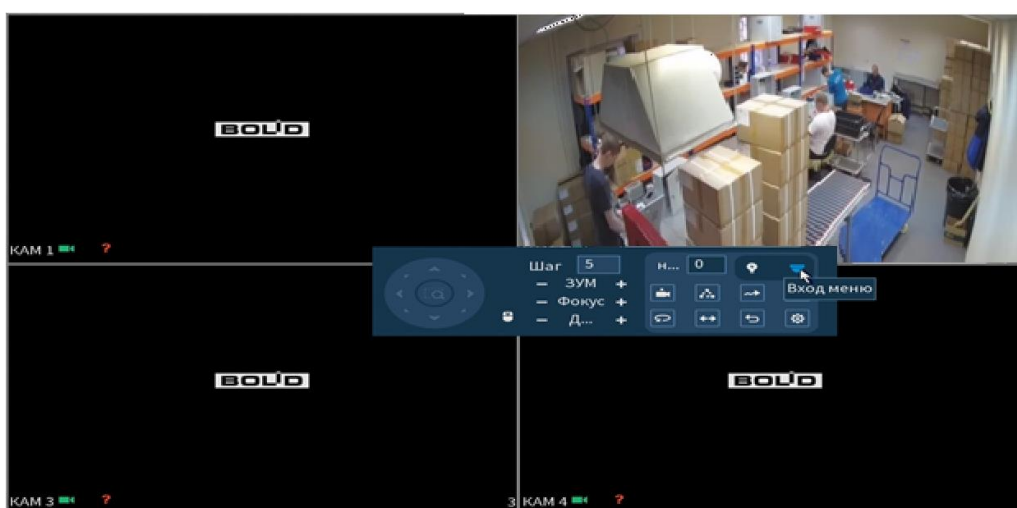 BOLID
КАМ 1 ?
Шаг 5 н... 0
– ЗУМ +
Вход меню
– Фокус +
– Д... +
BOLID
BOLID
КАМ 3 ?
3 КАМ 4 ?